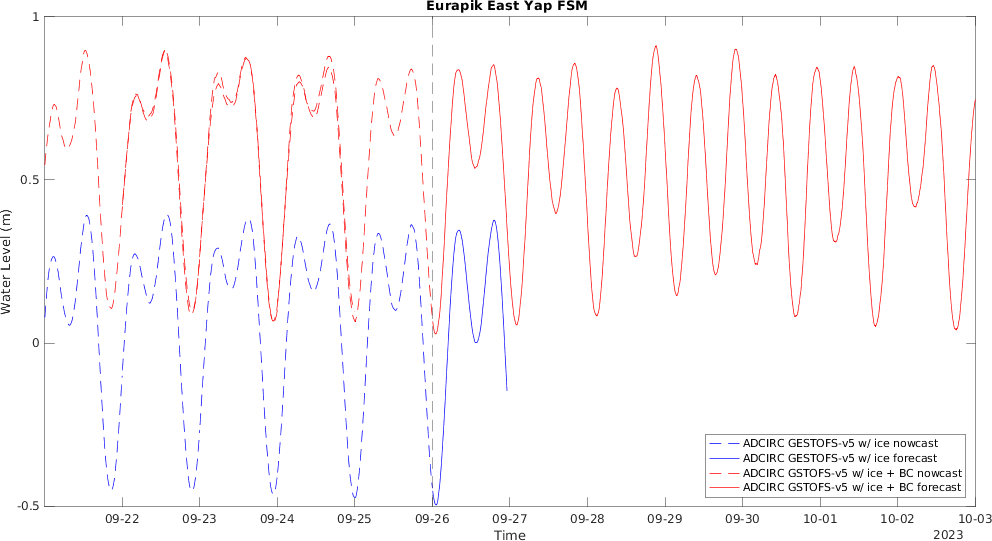 Eurapik East Yap FSM
Water Level (m)
1
0.5
0
-0.5
ADCIRC GESTOFS-v5 w/ ice nowcast
ADCIRC GESTOFS-v5 w/ ice forecast
ADCIRC GSTOFS-v5 w/ ice + BC nowcast
ADCIRC GSTOFS-v5 w/ ice + BC forecast
09-22 09-23 09-24 09-25 09-26 09-27 09-28 09-29 09-30 10-01 10-02 10-03
Time
2023